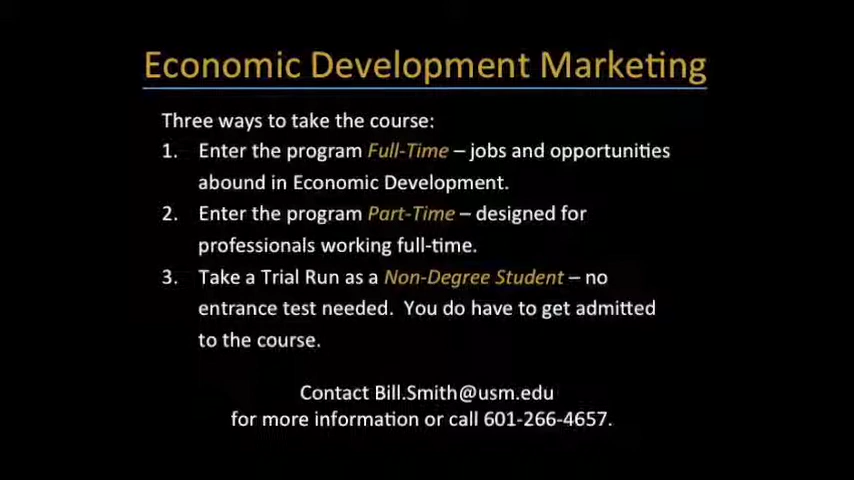 Economic Development Marketing
Three ways to take the course:
1. Enter the program Full-Time – jobs and opportunities
abound in Economic Development.
2. Enter the program Part-Time – designed for
professionals working full-time.
3. Take a Trial Run as a Non-Degree Student – no
entrance test needed. You do have to get admitted
to the course.
Contact Bill.Smith@usm.edu
for more information or call 601-266-4657.